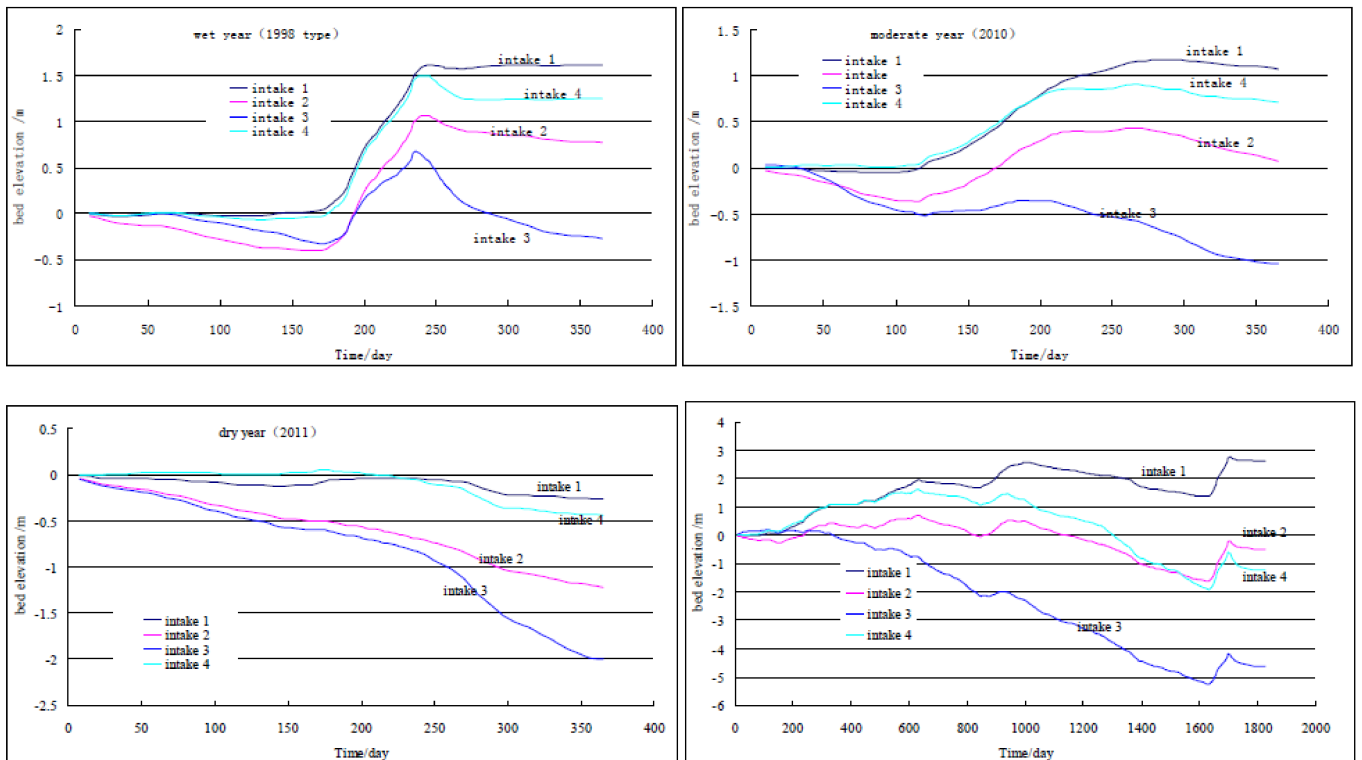 wet year（1998 type）
2
1.5
1
0.5
0
-0.5
-1
bed elevation /m
intake 1
intake 2
intake 3
intake 4
intake 1
intake 4
intake 2
intake 3
0 50 100 150 200 250 300 350 400
Time/day
moderate year（2010）
1.5
1
0.5
0
-0.5
-1
-1.5
bed elevation /m
intake 1
intake
intake 3
intake 4
intake 1
intake 4
intake 2
intake 3
0 50 100 150 200 250 300 350 400
Time/day
dry year（2011）
0.5
0
-0.5
-1
-1.5
-2
-2.5
bed elevation /m
intake 1
intake 4
intake 2
intake 3
intake 1
intake 2
intake 3
intake 4
0 50 100 150 200 250 300 350 400
Time/day
4
3
2
1
0
-1
-2
-3
-4
-5
-6
bed elevation /m
intake 1
intake 2
intake 4
intake 3
intake 1
intake 2
intake 3
intake 4
0 200 400 600 800 1000 1200 1400 1600 1800 2000
Time/day